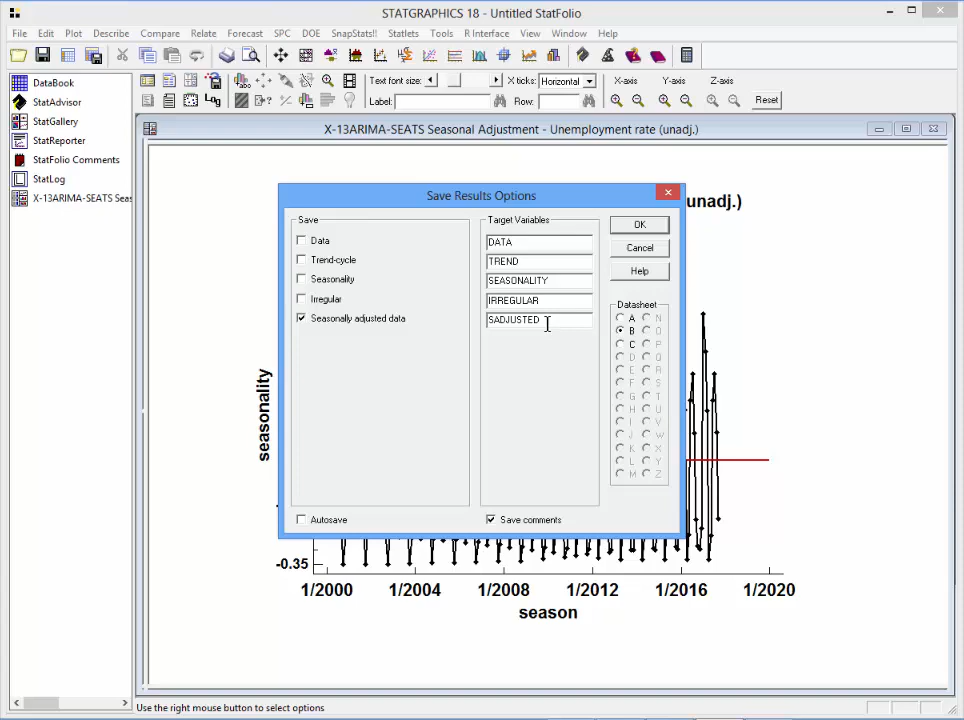 STATGRAPHICS 18 - Untitled StatFolio
File Edit Plot Describe Compare Relate Forecast SPC DOE SnapStats!! Statlets Tools R Interface View Window Help
Text font size: X ticks: Horizontal X-axis Y-axis Z-axis
Log Label: Row: Reset
DataBook
StatAdvisor
StatGallery
StatReporter
StatFolio Comments
StatLog
X-13ARIMA-SEATS Seas
X-13ARIMA-SEATS Seasonal Adjustment - Unemployment rate (unadj.)
unadj.)
Save Results Options
Save
Data
Trend-cycle
Seasonality
Irregular
Seasonally adjusted data
Autosave
Target Variables
DATA
TREND
SEASONALITY
IRREGULAR
SADJUSTED
Save comments
OK
Cancel
Help
Datasheet
A N
B O
C P
D Q
E R
F S
G T
H U
I V
J W
K X
L Y
M Z
seasonality
-0.35
1/2000 1/2004 1/2008 1/2012 1/2016 1/2020
season
Use the right mouse button to select options